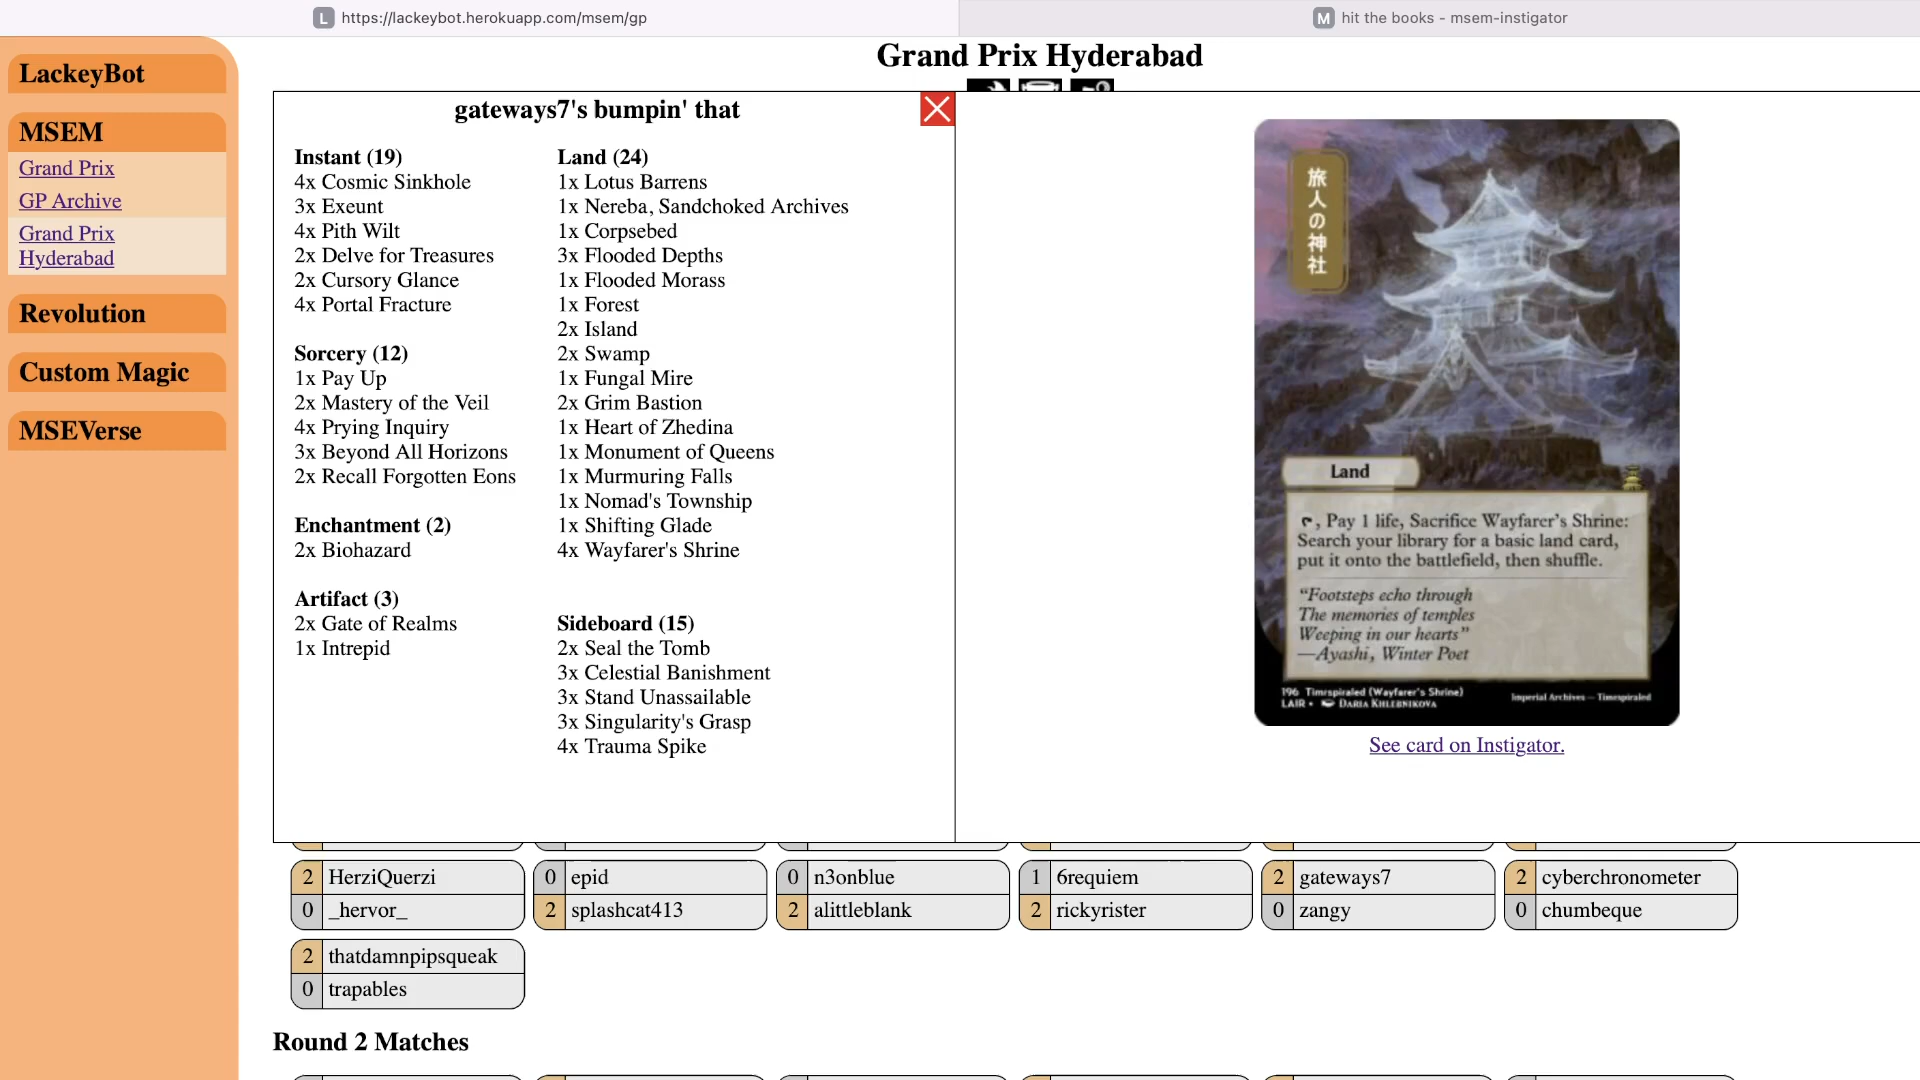 https://lackeybot.herokuapp.com/msem/gp
hit the books - msem-instigator
LackeyBot
MSEM
Grand Prix
GP Archive
Grand Prix
Hyderabad
Revolution
Custom Magic
MSEVerse
Grand Prix Hyderabad
gateways7's bumpin' that
Instant (19)
4x Cosmic Sinkhole
3x Exeunt
4x Pith Wilt
2x Delve for Treasures
2x Cursory Glance
4x Portal Fracture
Sorcery (12)
1x Pay Up
2x Mastery of the Veil
4x Prying Inquiry
3x Beyond All Horizons
2x Recall Forgotten Eons
Enchantment (2)
2x Biohazard
Artifact (3)
2x Gate of Realms
1x Intrepid
Land (24)
1x Lotus Barrens
1x Nereba, Sandchoked Archives
1x Corpsebed
3x Flooded Depths
1x Flooded Morass
1x Forest
2x Island
2x Swamp
1x Fungal Mire
2x Grim Bastion
1x Heart of Zhedina
1x Monument of Queens
1x Murmuring Falls
1x Nomad's Township
1x Shifting Glade
4x Wayfarer's Shrine
Sideboard (15)
2x Seal the Tomb
3x Celestial Banishment
3x Stand Unassailable
3x Singularity's Grasp
4x Trauma Spike
旅人の神社
Land
, Pay 1 life, Sacrifice Wayfarer's Shrine:
Search your library for a basic land card,
put it onto the battlefield, then shuffle.
"Footsteps echo through
The memories of temples
Weeping in our hearts"
—Ayashi, Winter Poet
196 Timrspiraled (Wayfarer's Shrine)
LAIR • Daria Khlebnikova
Imperial Archives — Timrspiraled
See card on Instigator.
2 HerziQuerzi
0 _hervor_
0 epid
2 splashcat413
0 n3onblue
2 alittleblank
1 6requiem
2 rickyrister
2 gateways7
0 zangy
2 cyberchronometer
0 chumbeque
2 thatdamnpipsqueak
0 trapables
Round 2 Matches